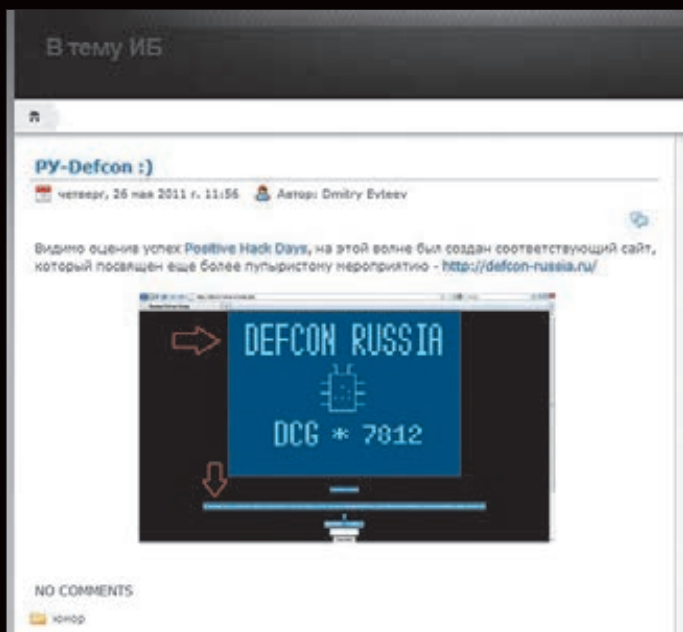 В тему ИБ
РУ-Defcon :)
четверг, 26 мая 2011 г. 11:56 Автор: Dmitry Evteev
Видимо оценив успех Positive Hack Days, на этой волне был создан соответствующий сайт,
который посвящен еще более пупыристому мероприятию - http://defcon-russia.ru/
DEFCON RUSSIA
DCG * 7812
NO COMMENTS
юмор